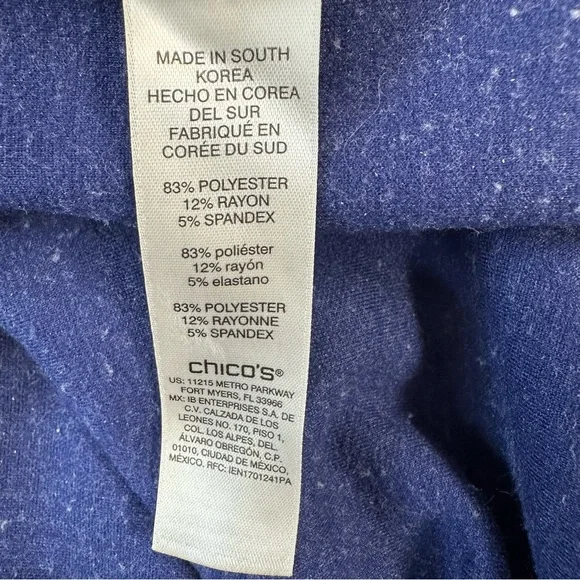 MADE IN SOUTH
KOREA
HECHO EN COREA
DEL SUR
FABRIQUÉ EN
CORÉE DU SUD
83% POLYESTER
12% RAYON
5% SPANDEX
83% poliéster
12% rayón
5% elastano
83% POLYESTER
12% RAYONNE
5% SPANDEX
chico's®
US: 11215 METRO PARKWAY
FORT MYERS, FL 33966
MX: IB ENTERPRISES S.A. DE
C.V. CALZADA DE LOS
LEONES NO. 170, PISO 1,
COL. LOS ALPES, DEL.
ÁLVARO OBREGÓN, C.P.
01010, CIUDAD DE MÉXICO,
MÉXICO. RFC: IEN1701241PA